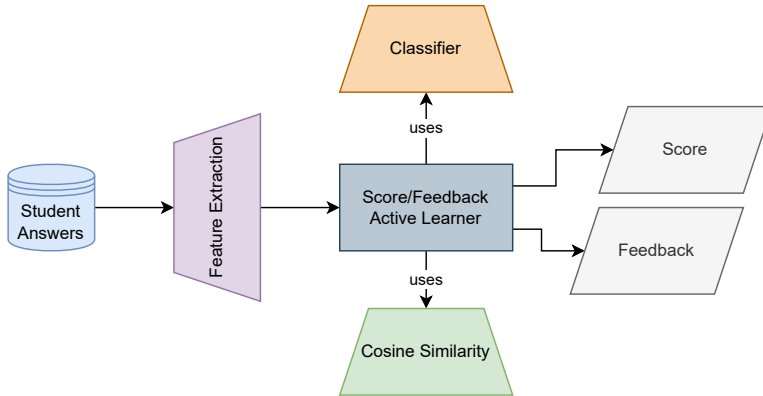 Classifier
uses
Student
Answers
Feature Extraction
Score/Feedback
Active Learner
Score
Feedback
uses
Cosine Similarity